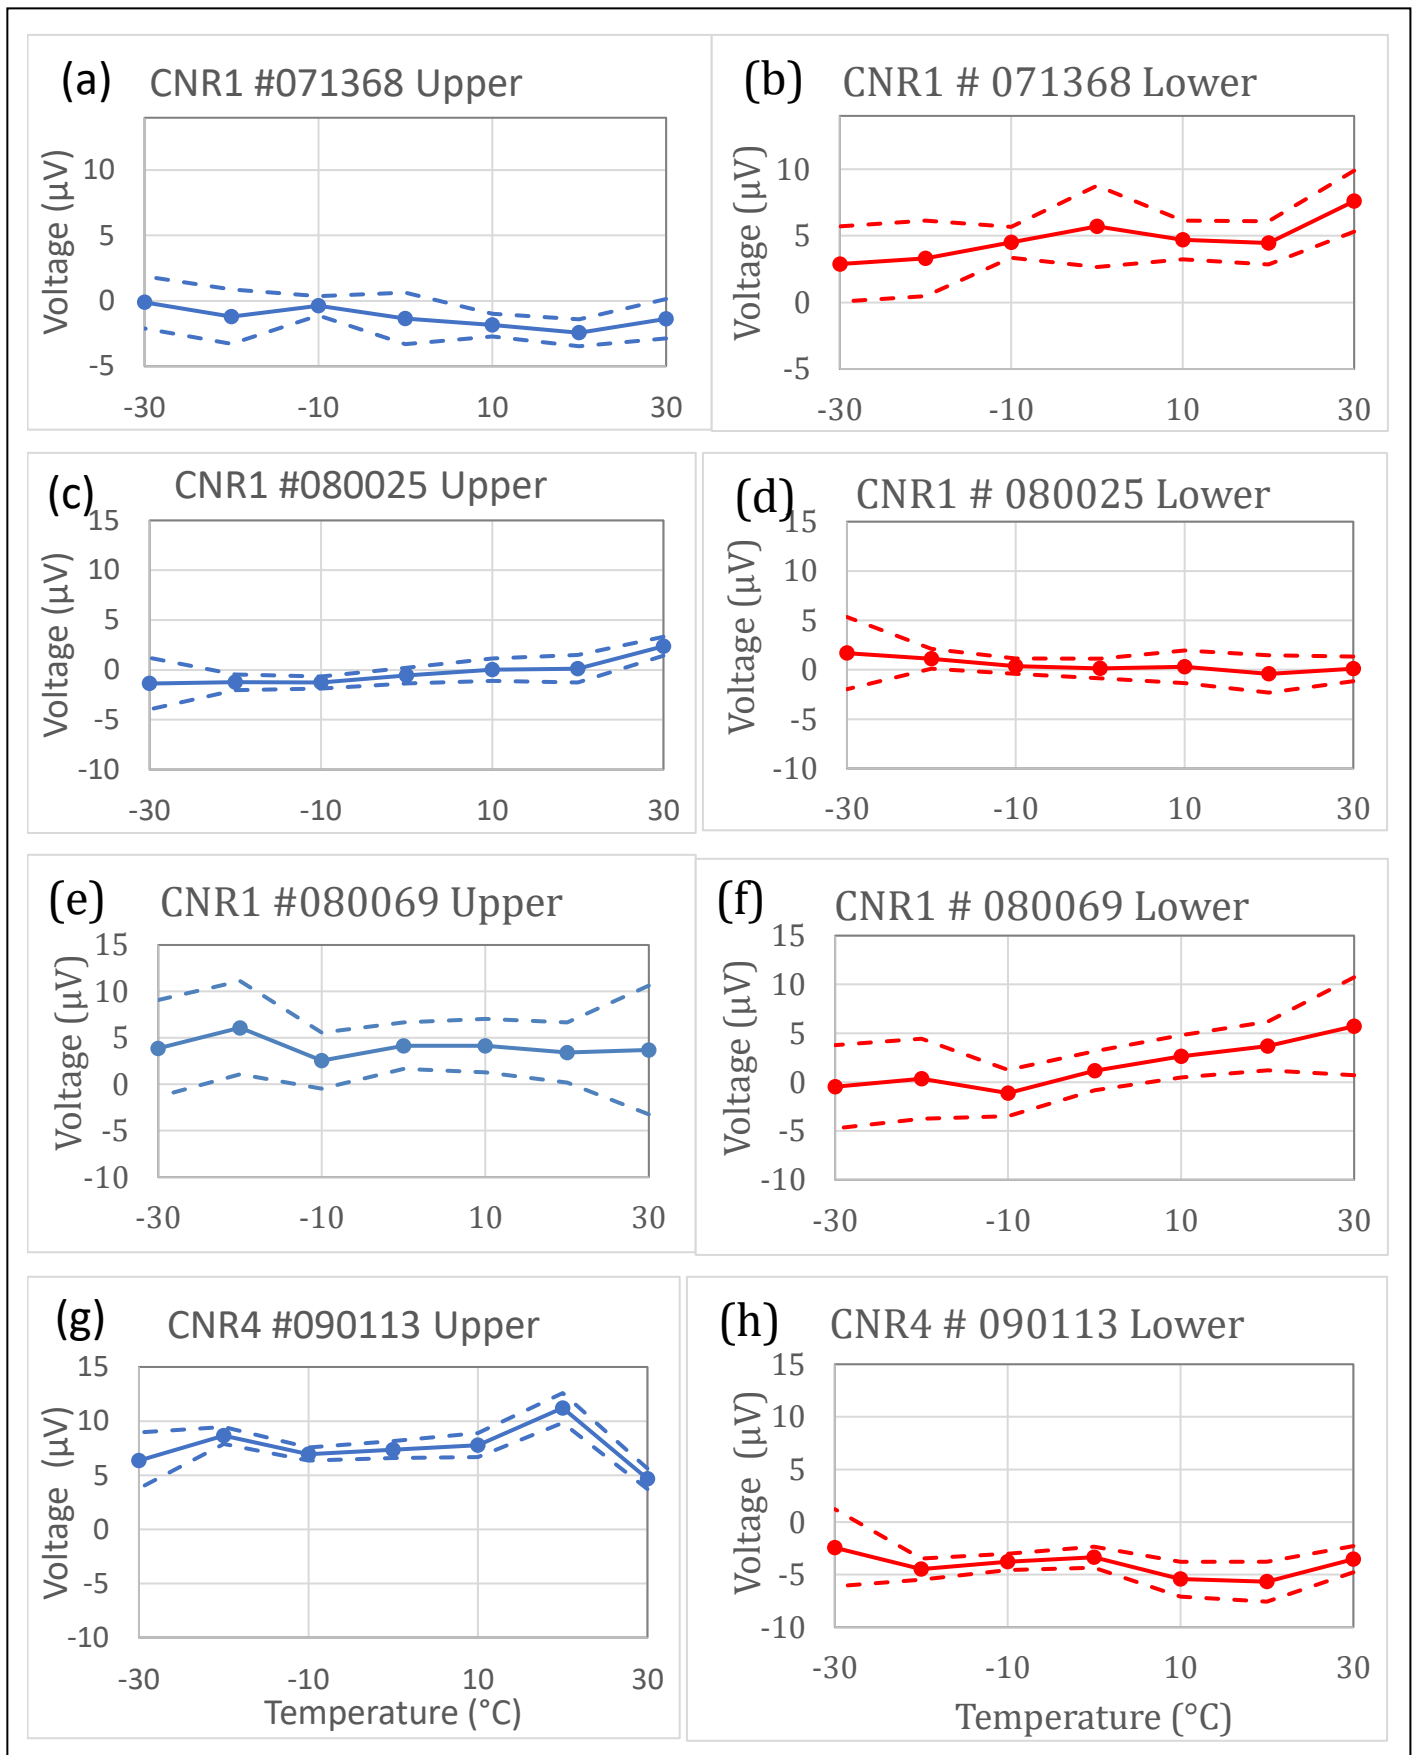 (a) CNR1 #071368 Upper
Voltage (µV)
10
5
0
-5
-30 -10 10 30
(b) CNR1 # 071368 Lower
Voltage (µV)
10
5
0
-5
-30 -10 10 30
(c) CNR1 #080025 Upper
Voltage (µV)
15
10
5
0
-5
-10
-30 -10 10 30
(d) CNR1 # 080025 Lower
Voltage (µV)
15
10
5
0
-5
-10
-30 -10 10 30
(e) CNR1 #080069 Upper
Voltage (µV)
15
10
5
0
-5
-10
-30 -10 10 30
(f) CNR1 # 080069 Lower
Voltage (µV)
15
10
5
0
-5
-10
-30 -10 10 30
(g) CNR4 #090113 Upper
Voltage (µV)
15
10
5
0
-5
-10
-30 -10 10 30
Temperature (°C)
(h) CNR4 # 090113 Lower
Voltage (µV)
15
10
5
0
-5
-10
-30 -10 10 30
Temperature (°C)